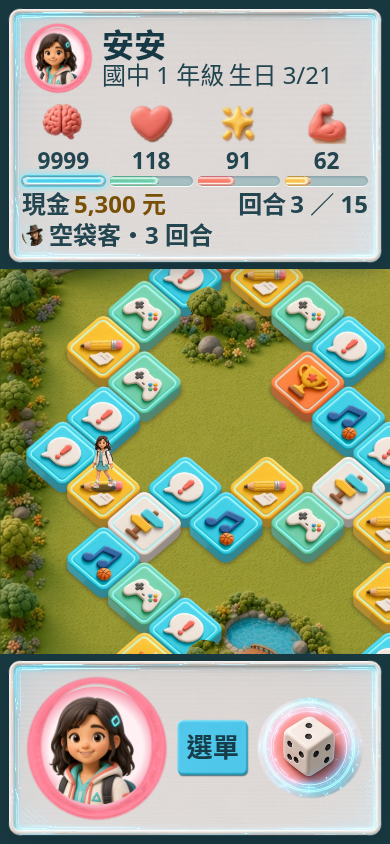 安安
國中 1 年級 生日 3/21
9999 118 91 62
現金 5,300 元 回合 3 ／ 15
空袋客・3 回合
選單